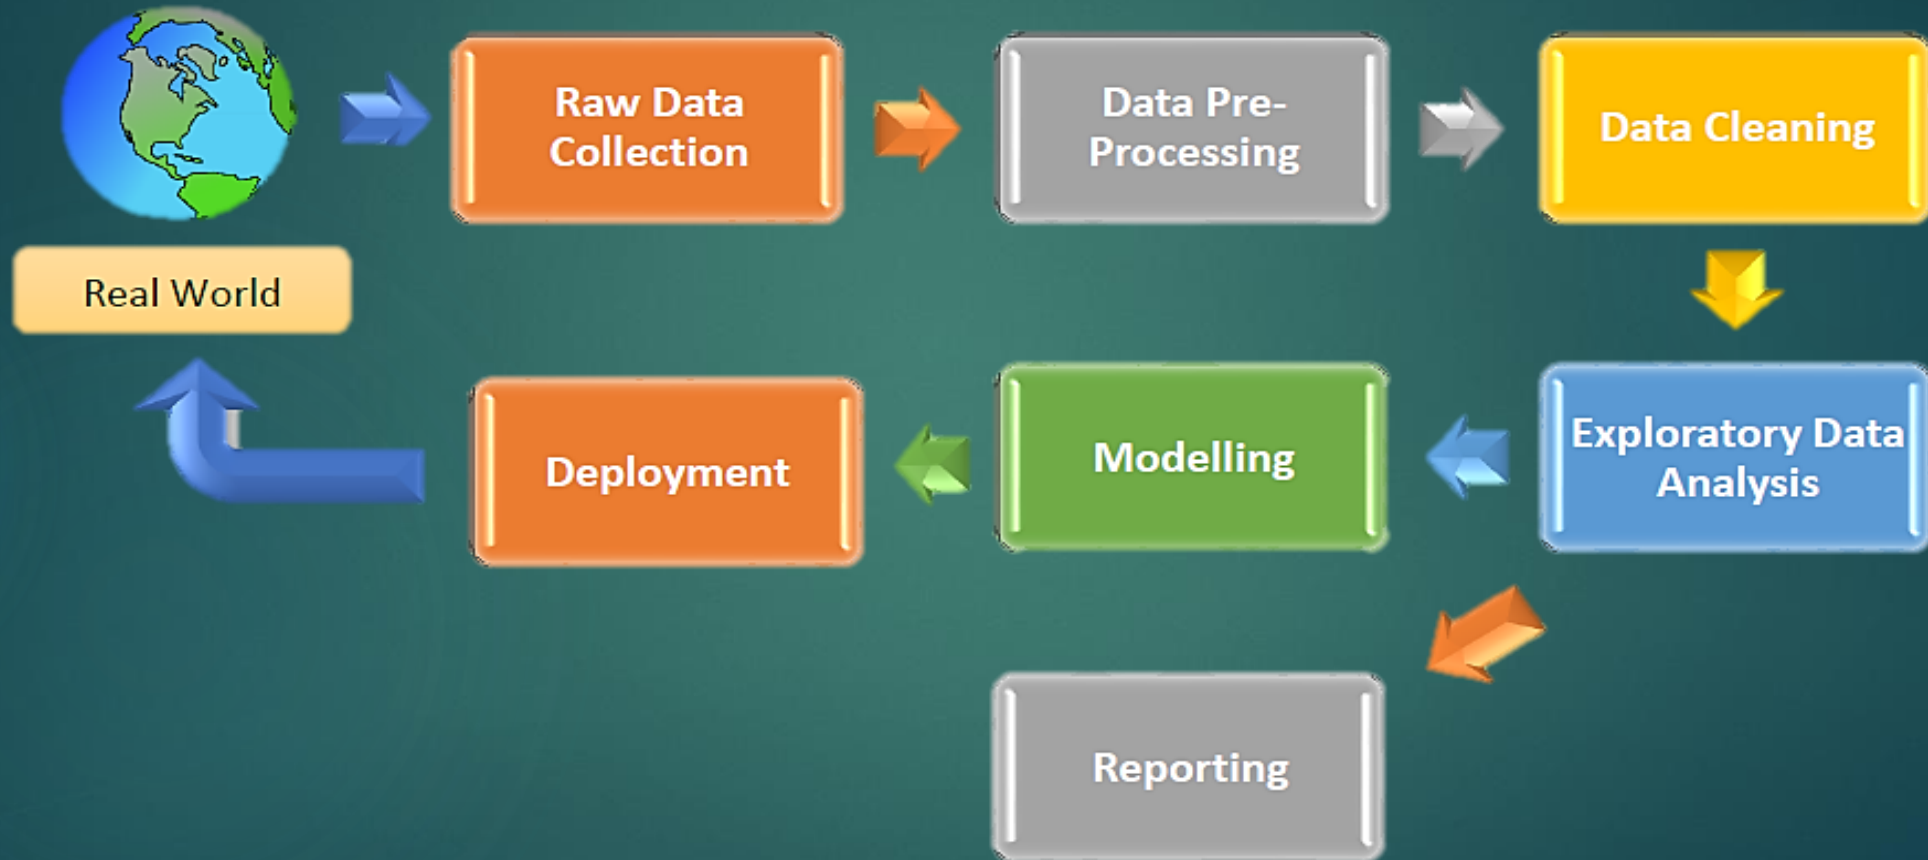 Raw Data
Collection
Data Pre-
Processing
Data Cleaning
Real World
Exploratory Data
Analysis
Modelling
Deployment
Reporting